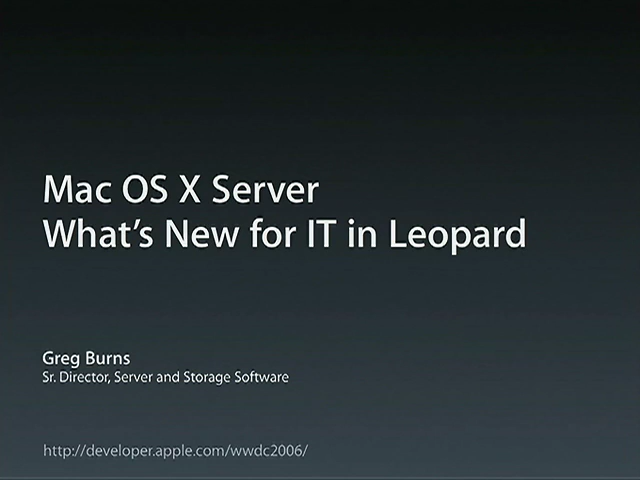 Mac OS X Server
What's New for IT in Leopard
Greg Burns
Sr. Director, Server and Storage Software
http://developer.apple.com/wwdc2006/